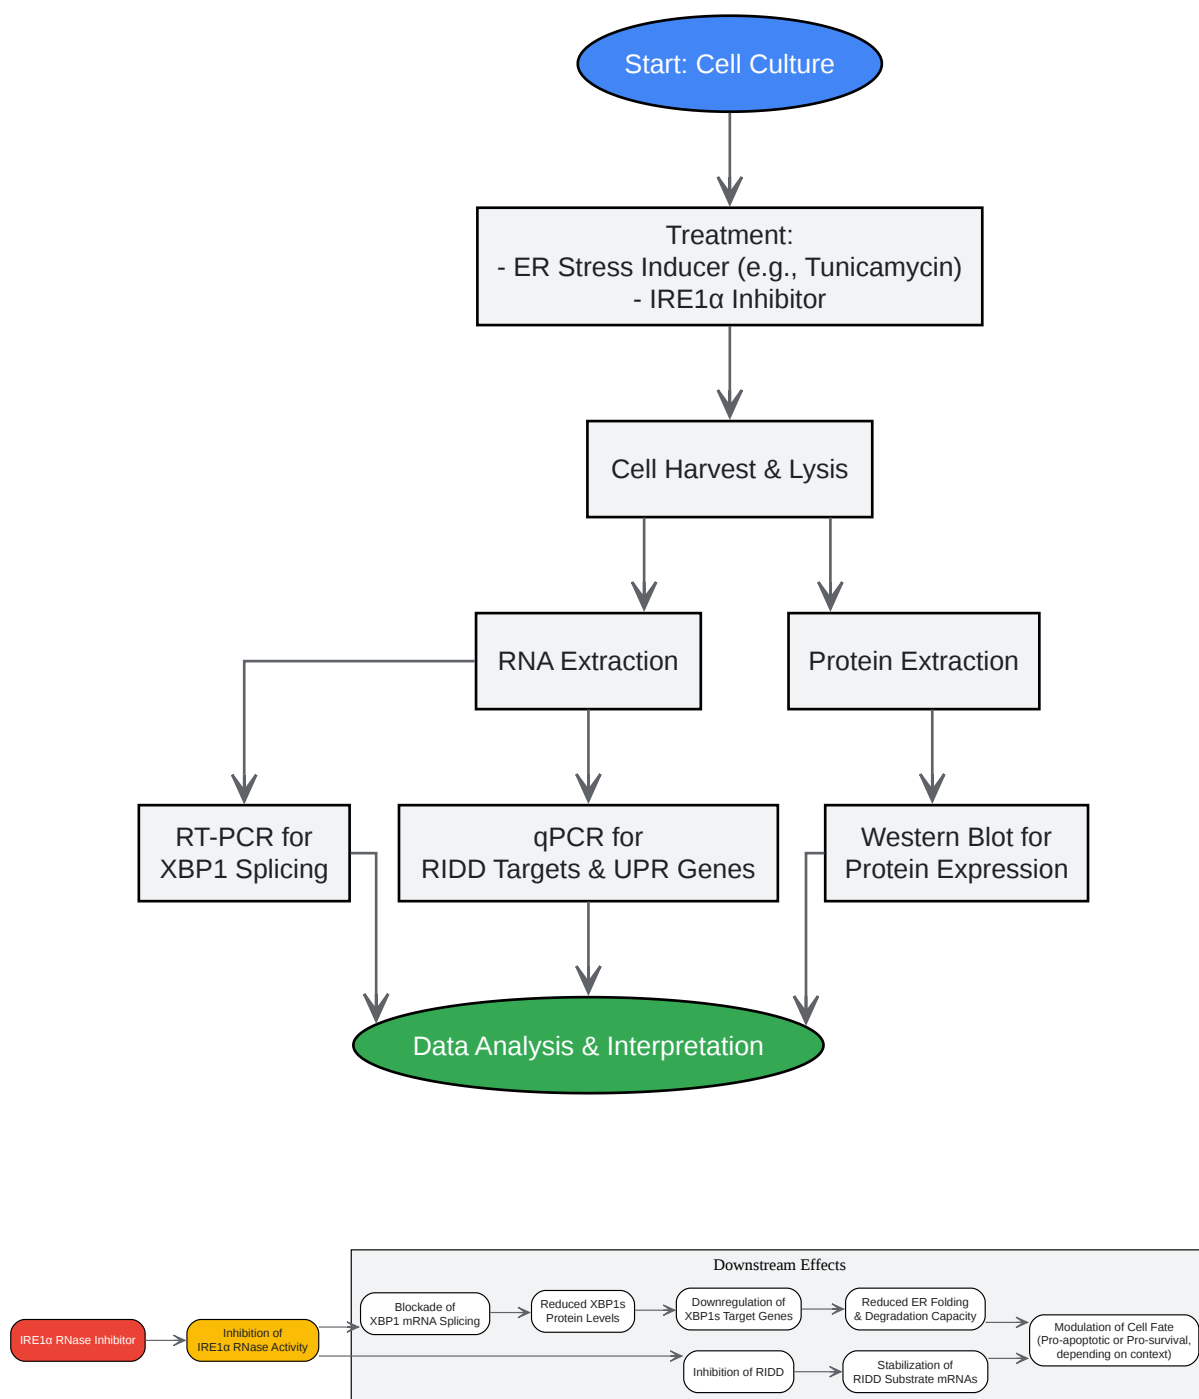 Start: Cell Culture
Treatment:
- ER Stress Inducer (e.g., Tunicamycin)
- IRE1α Inhibitor
Cell Harvest & Lysis
RNA Extraction
Protein Extraction
RT-PCR for
XBP1 Splicing
qPCR for
RIDD Targets & UPR Genes
Western Blot for
Protein Expression
Data Analysis & Interpretation
Downstream Effects
IRE1α RNase Inhibitor
Inhibition of
IRE1α RNase Activity
Blockade of
XBP1 mRNA Splicing
Reduced XBP1s
Protein Levels
Downregulation of
XBP1s Target Genes
Reduced ER Folding
& Degradation Capacity
Inhibition of RIDD
Stabilization of
RIDD Substrate mRNAs
Modulation of Cell Fate
(Pro-apoptotic or Pro-survival,
depending on context)